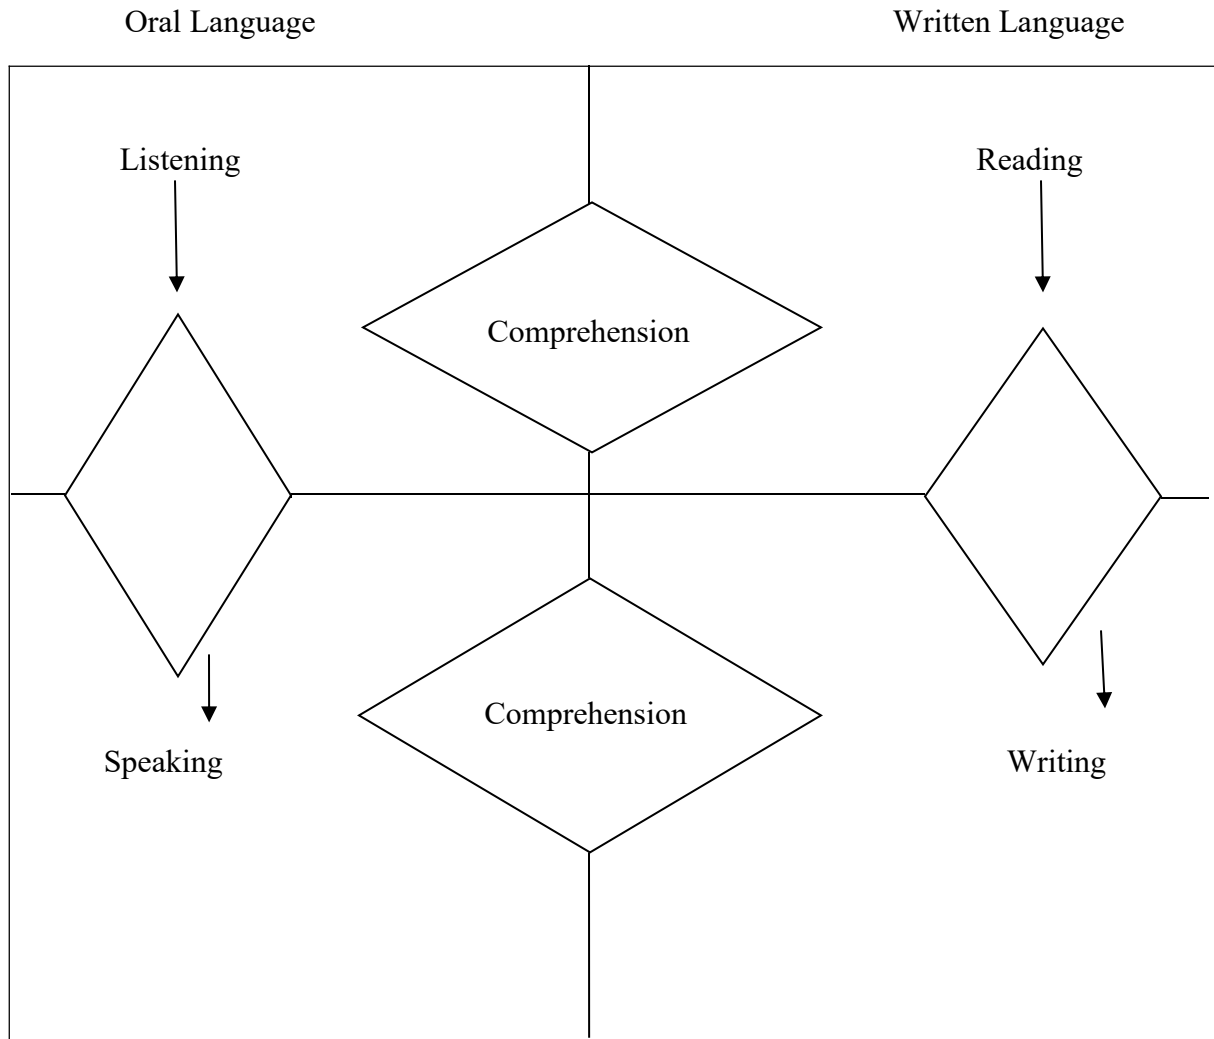 Oral Language
Written Language
Listening
Reading
Comprehension
Comprehension
Speaking
Writing